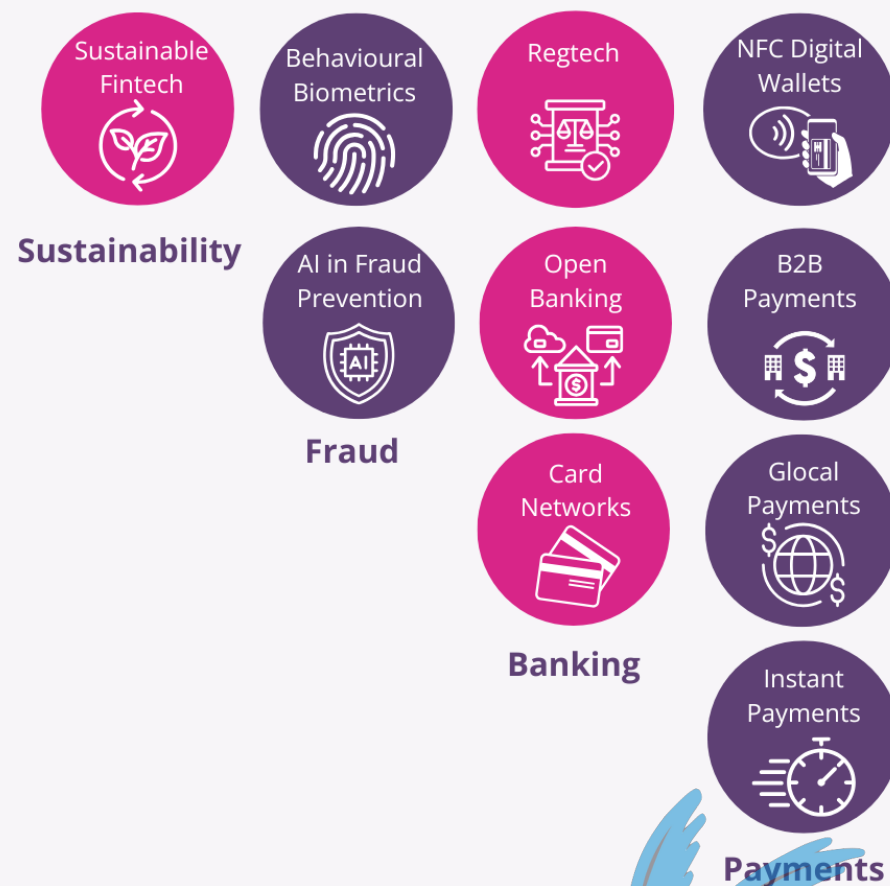 Sustainable
Fintech
Sustainability
Behavioural
Biometrics
AI in Fraud
Prevention
AI
Fraud
Regtech
Open
Banking
$
Card
Networks
Banking
NFC Digital
Wallets
B2B
Payments
$
Glocal
Payments
$
$
Instant
Payments
Payments